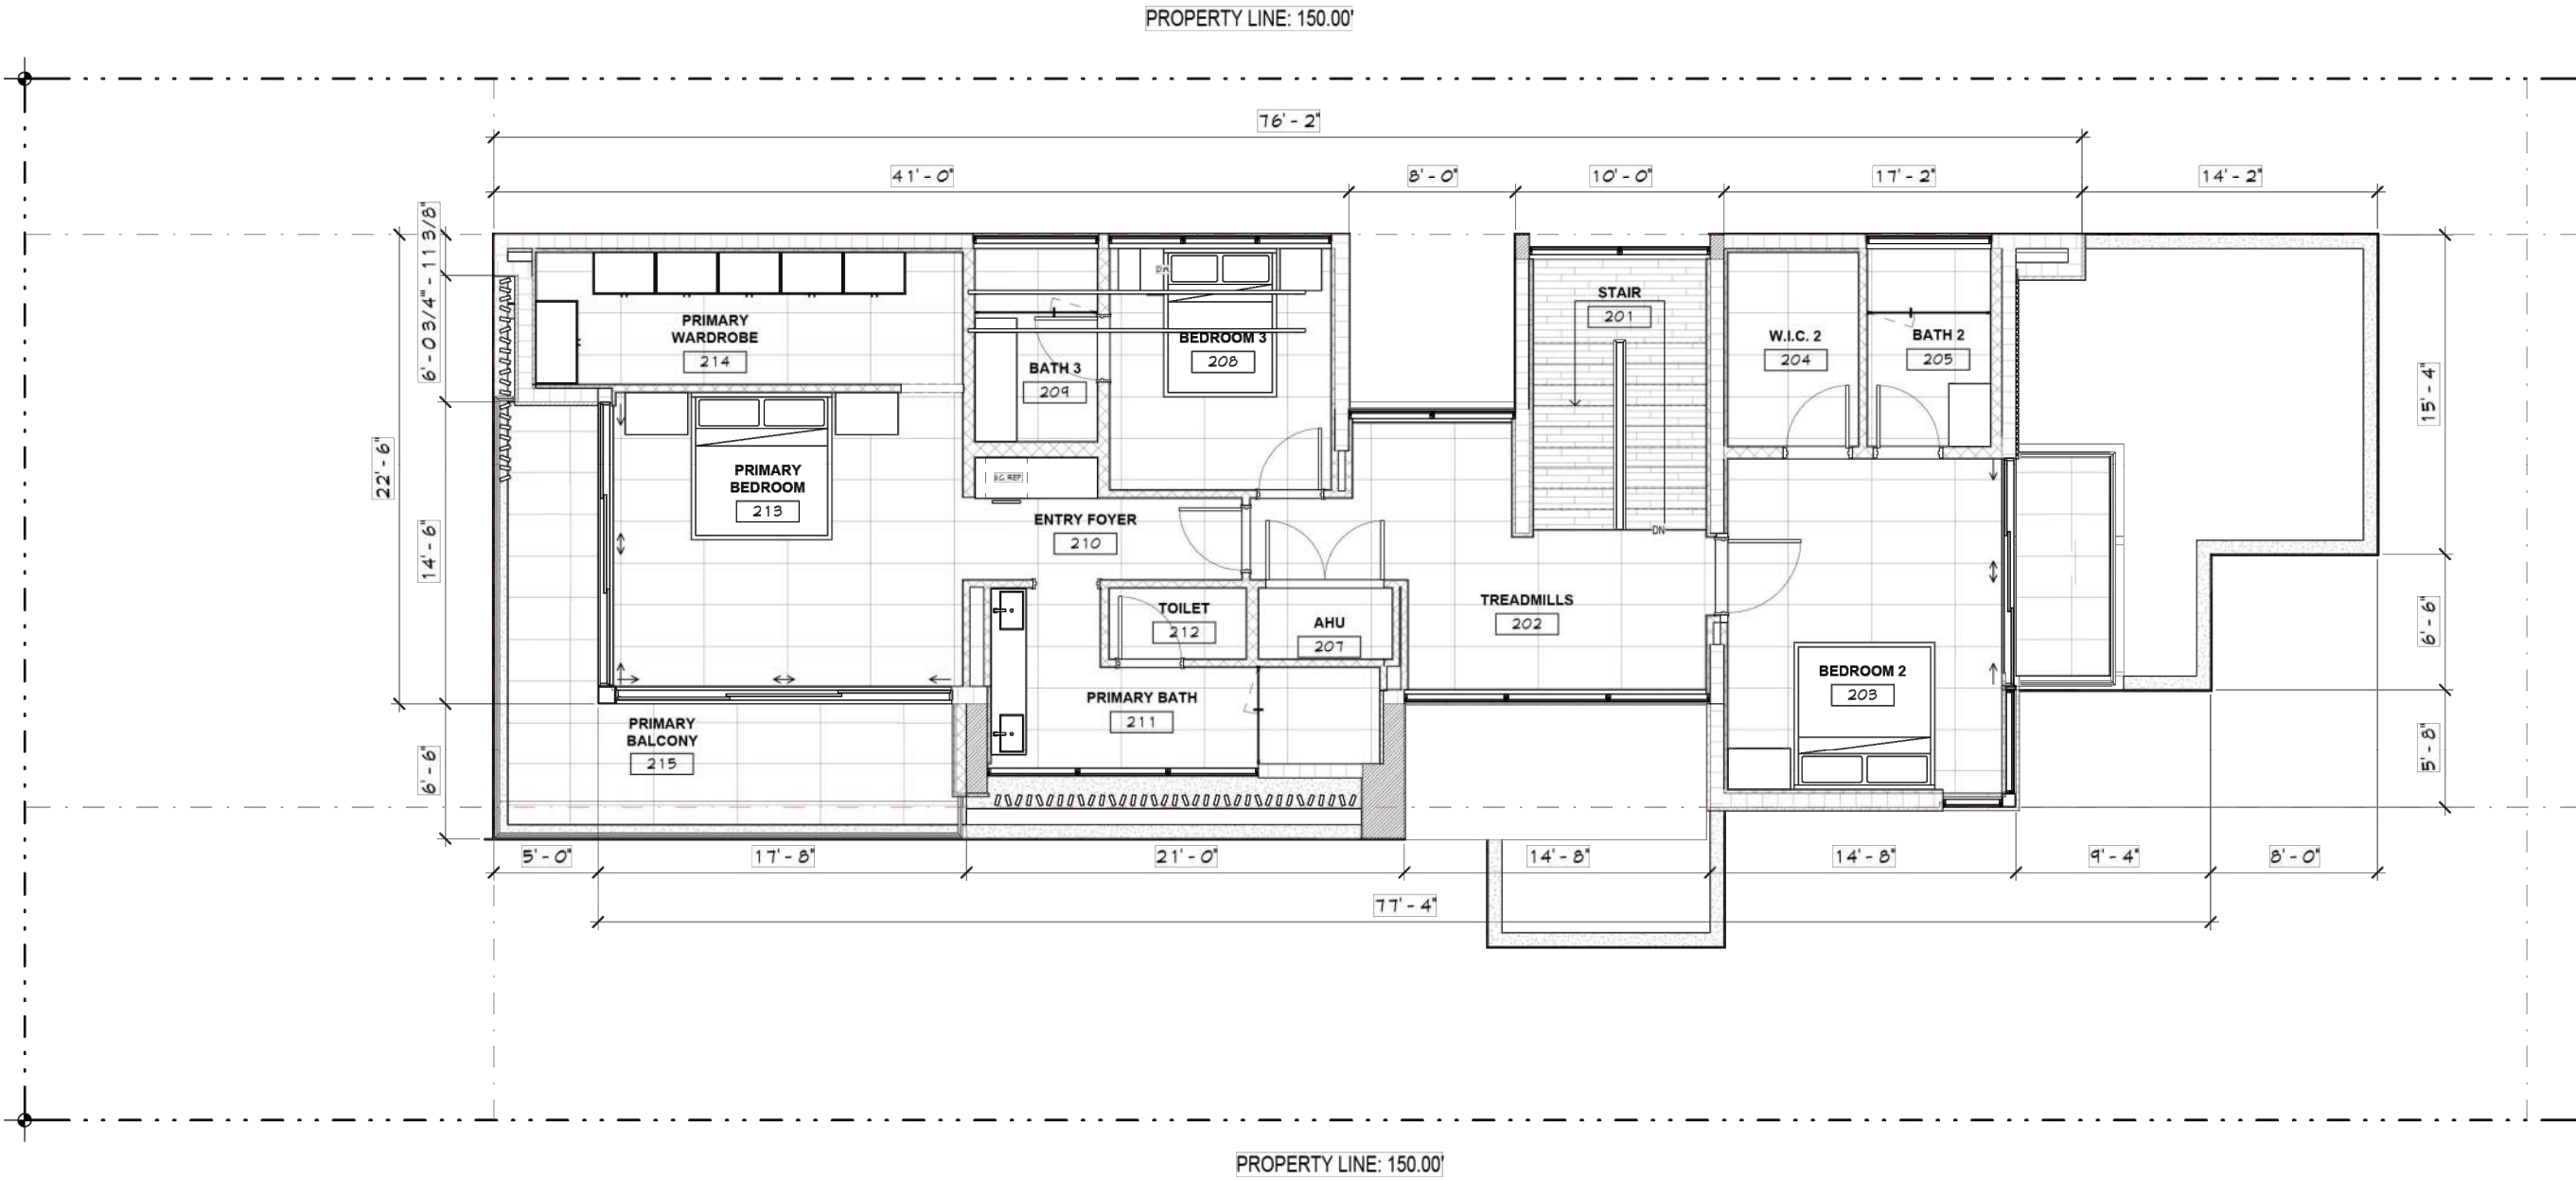 PROPERTY LINE: 150.00'
76' - 2"
41' - 0"
8' - 0"
10' - 0"
17' - 2"
14' - 2"
6' - 0 3/4" - 11 3/8"
22' - 6"
14' - 6"
6' - 6"
15' - 4"
6' - 6"
5' - 8"
PRIMARY
WARDROBE
214
BATH 3
209
D.W.
BEDROOM 3
208
STAIR
201
DN
W.I.C. 2
204
BATH 2
205
PRIMARY
BEDROOM
213
U.C. REF
ENTRY FOYER
210
TOILET
212
AHU
207
TREADMILLS
202
BEDROOM 2
203
PRIMARY BATH
211
PRIMARY
BALCONY
215
5' - 0"
17' - 8"
21' - 0"
14' - 8"
14' - 8"
9' - 4"
8' - 0"
77' - 4"
PROPERTY LINE: 150.00'